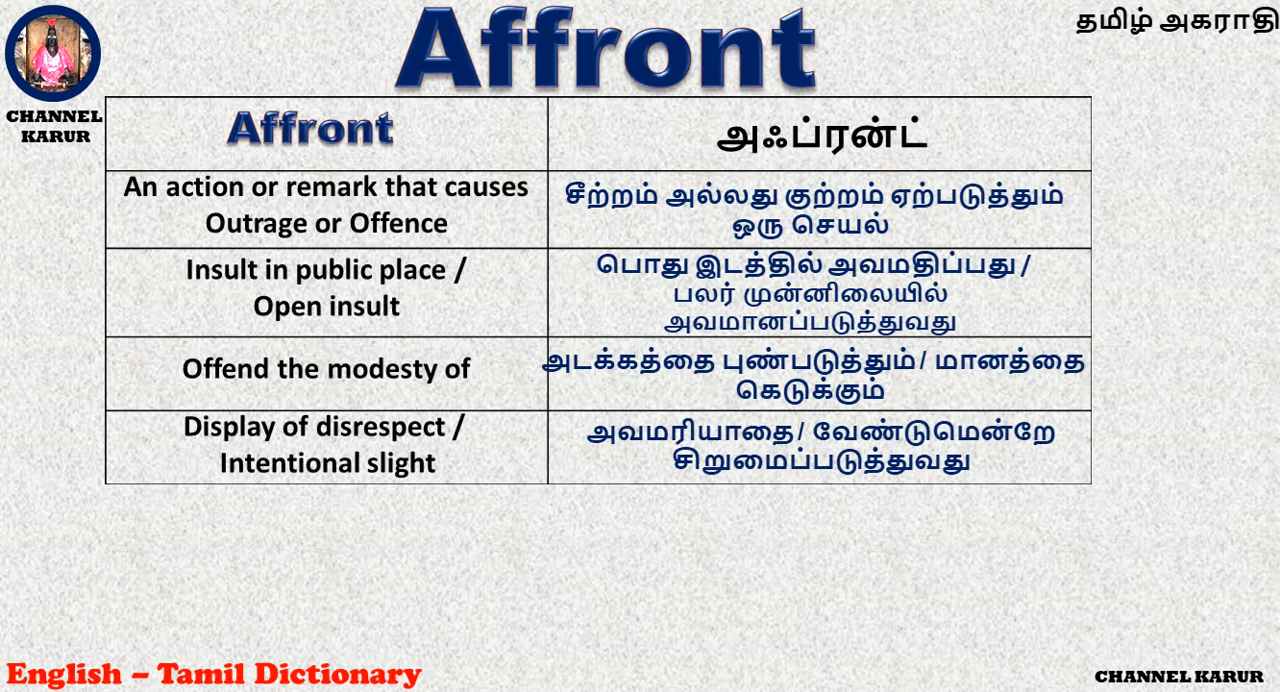 Affront
தமிழ் அகராதி
CHANNEL
KARUR
Affront
அஃப்ரன்ட்
An action or remark that causes
Outrage or Offence
சீற்றம் அல்லது குற்றம் ஏற்படுத்தும்
ஒரு செயல்
Insult in public place /
Open insult
பொது இடத்தில் அவமதிப்பது /
பலர் முன்னிலையில்
அவமானப்படுத்துவது
Offend the modesty of
அடக்கத்தை புண்படுத்தும் / மானத்தை
கெடுக்கும்
Display of disrespect /
Intentional slight
அவமரியாதை / வேண்டுமென்றே
சிறுமைப்படுத்துவது
English – Tamil Dictionary
CHANNEL KARUR